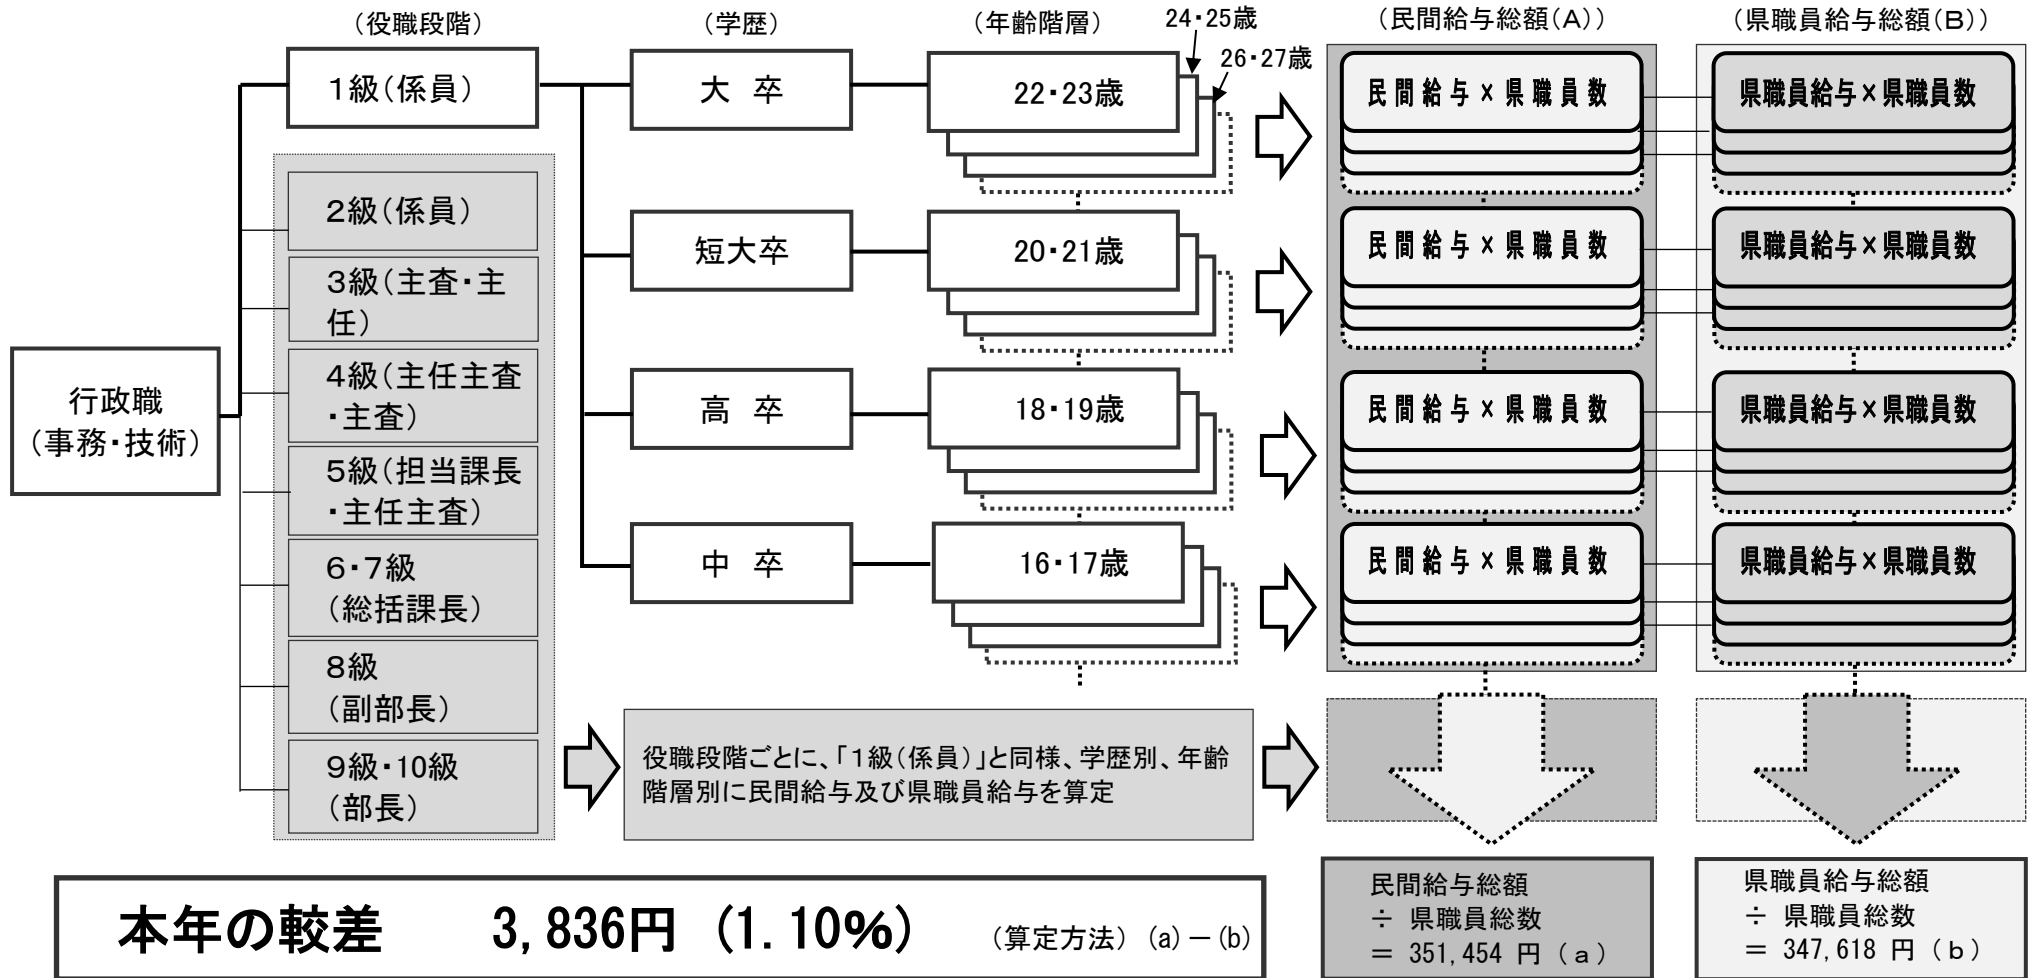 (役職段階)
(学歴)
(年齢階層)
24・25歳
26・27歳
(民間給与総額(A))
(県職員給与総額(B))
1級(係員)
大 卒
22・23歳
民間給与×県職員数
県職員給与×県職員数
2級(係員)
短大卒
20・21歳
民間給与×県職員数
県職員給与×県職員数
3級(主査・主
任)
4級(主任主査
・主査)
高 卒
18・19歳
民間給与×県職員数
県職員給与×県職員数
行政職
(事務・技術)
5級(担当課長
・主任主査)
中 卒
16・17歳
民間給与×県職員数
県職員給与×県職員数
6・7級
(総括課長)
8級
(副部長)
9級・10級
(部長)
役職段階ごとに、「1級(係員)」と同様、学歴別、年齢
階層別に民間給与及び県職員給与を算定
本年の較差 3,836円 (1.10%) (算定方法) (a)-(b)
民間給与総額
÷ 県職員総数
= 351,454 円 (a)
県職員給与総額
÷ 県職員総数
= 347,618 円 (b)